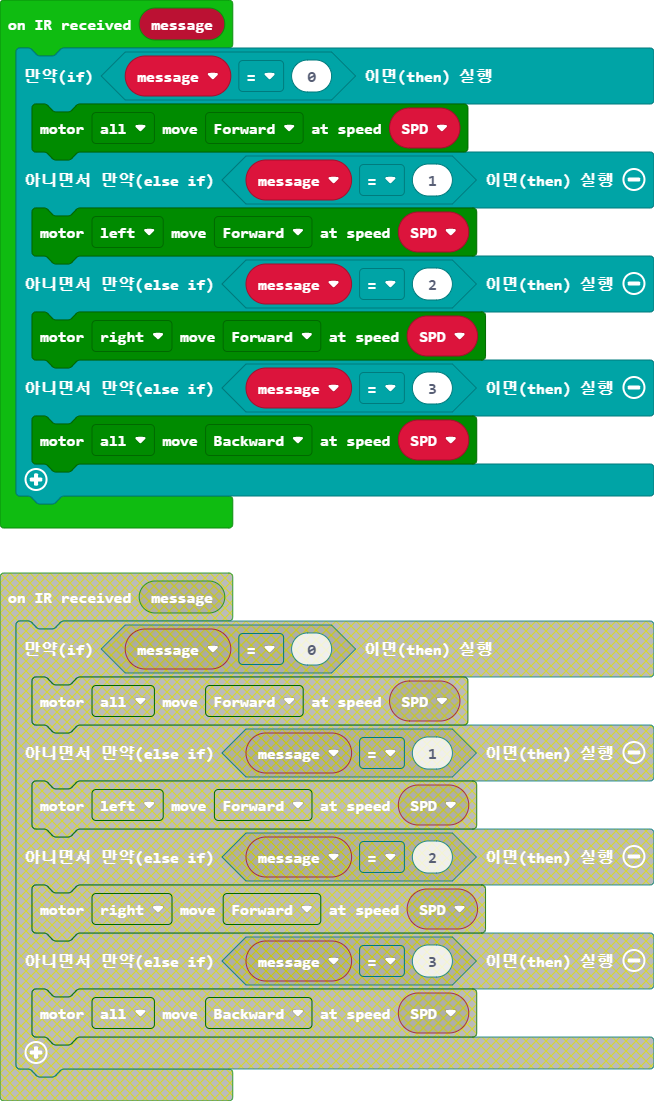 on IR received message
만약(if) message = 0 이면(then) 실행
motor all move Forward at speed SPD
아니면서 만약(else if) message = 1 이면(then) 실행
motor left move Forward at speed SPD
아니면서 만약(else if) message = 2 이면(then) 실행
motor right move Forward at speed SPD
아니면서 만약(else if) message = 3 이면(then) 실행
motor all move Backward at speed SPD
on IR received message
만약(if) message = 0 이면(then) 실행
motor all move Forward at speed SPD
아니면서 만약(else if) message = 1 이면(then) 실행
motor left move Forward at speed SPD
아니면서 만약(else if) message = 2 이면(then) 실행
motor right move Forward at speed SPD
아니면서 만약(else if) message = 3 이면(then) 실행
motor all move Backward at speed SPD